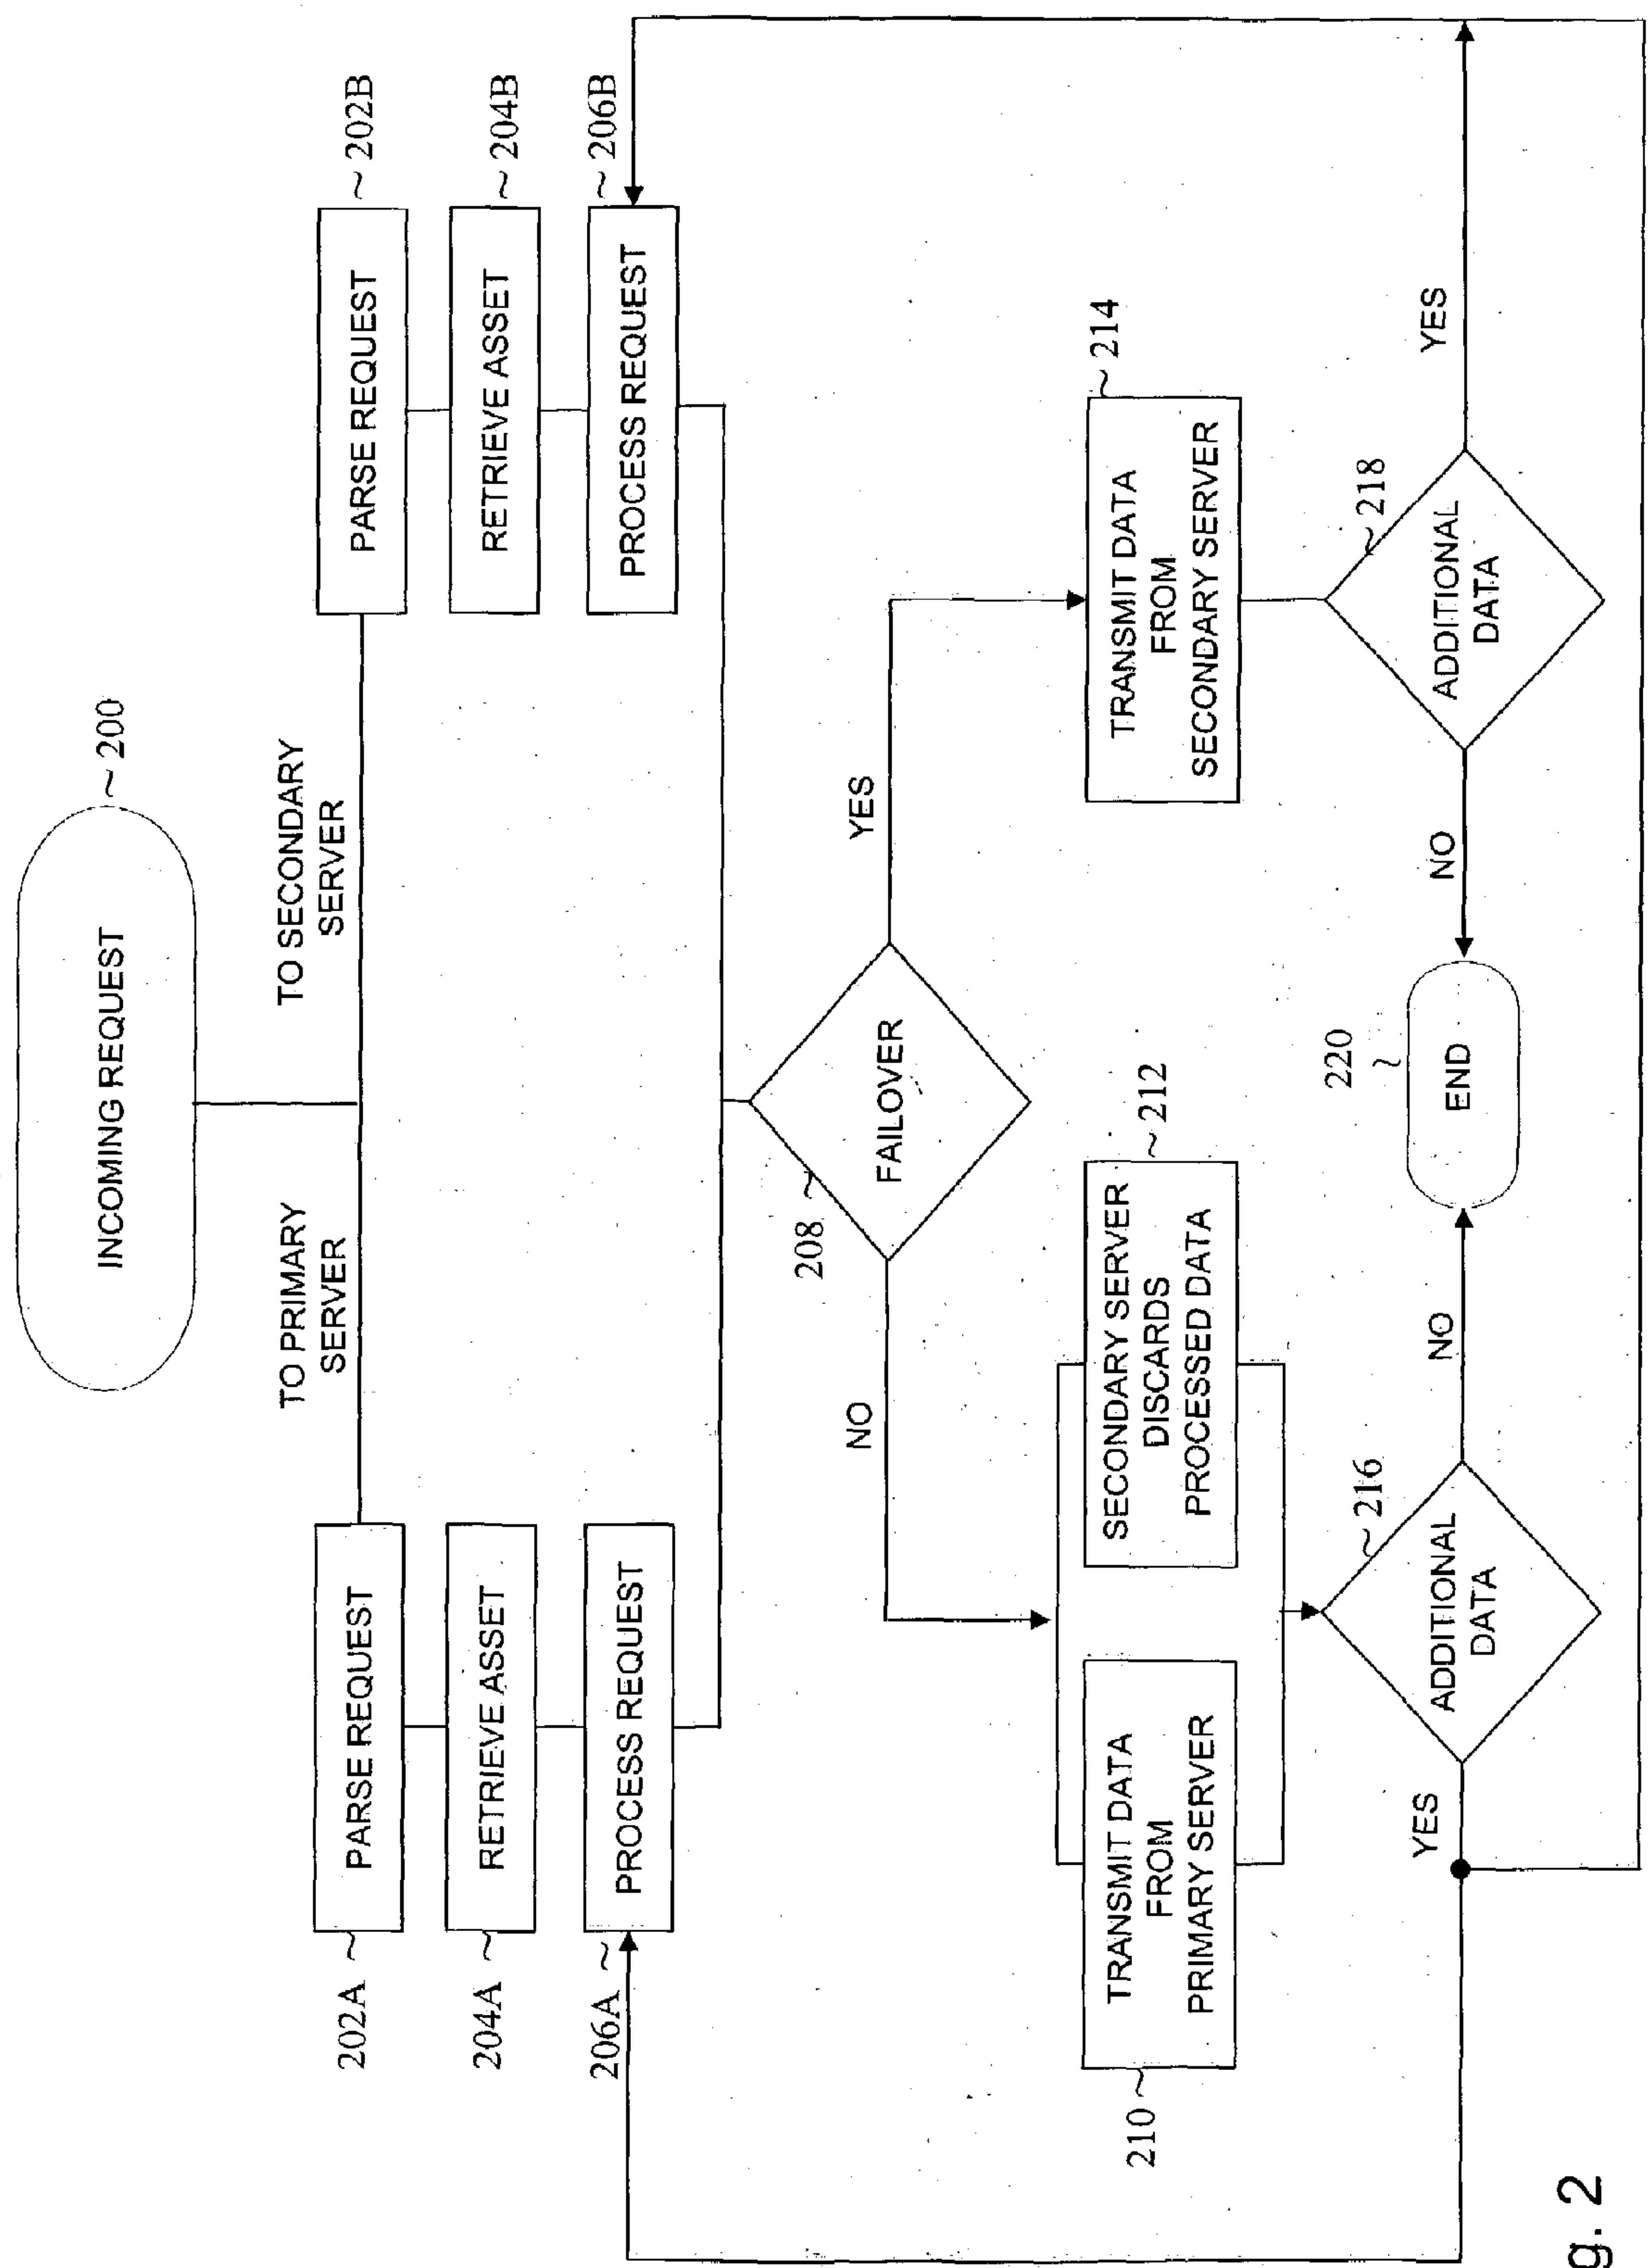 INCOMING REQUEST
~ 200
TO PRIMARY
SERVER
TO SECONDARY
SERVER
202A ~
PARSE REQUEST
PARSE REQUEST
~ 202B
204A ~
RETRIEVE ASSET
RETRIEVE ASSET
~ 204B
206A ~
PROCESS REQUEST
PROCESS REQUEST
~ 206B
208 ~
FAILOVER
NO
YES
210 ~
TRANSMIT DATA
FROM
PRIMARY SERVER
SECONDARY SERVER
DISCARDS
PROCESSED DATA
~ 212
TRANSMIT DATA
FROM
SECONDARY SERVER
~ 214
YES
ADDITIONAL
DATA
~ 216
NO
220 ~
END
NO
ADDITIONAL
DATA
~ 218
YES
g. 2